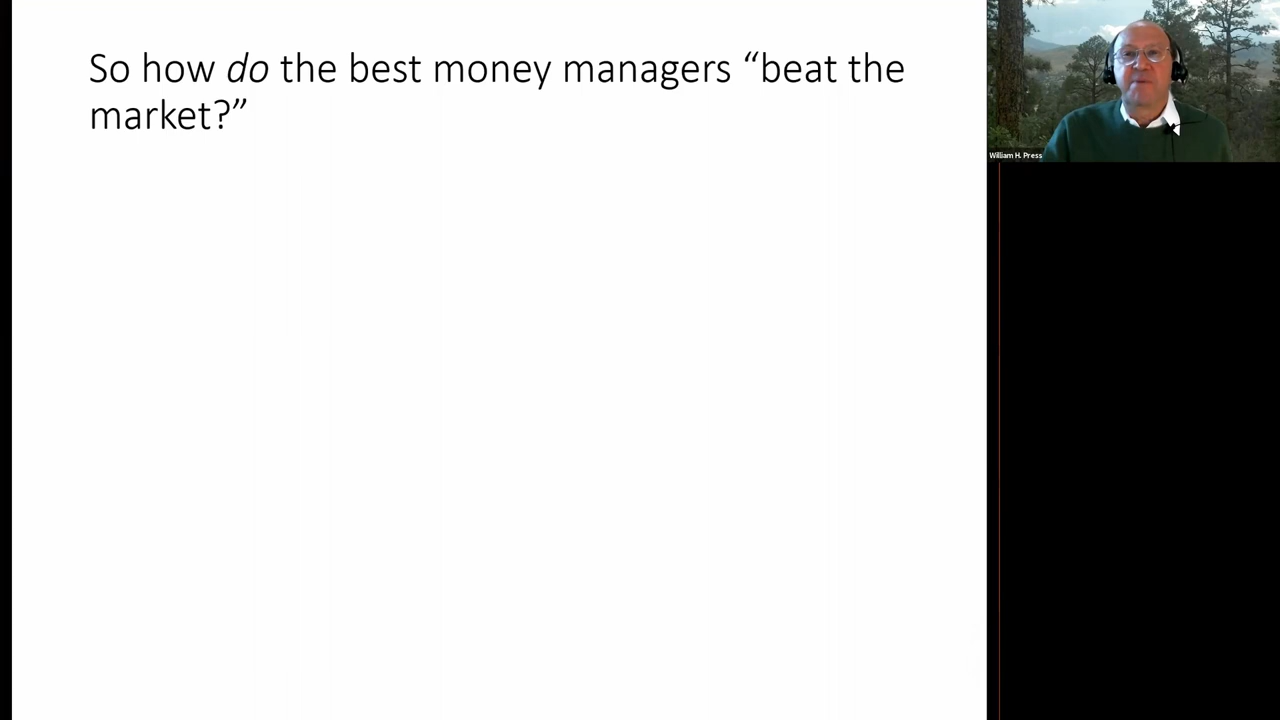 So how do the best money managers “beat the
market?”
William H. Press